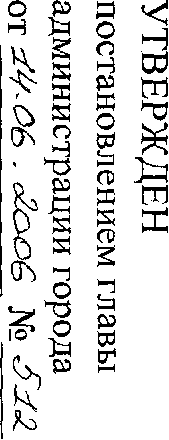 УТВЕРЖДЕН
постановлением главы
администрации города
от 14.06.2006 № 512